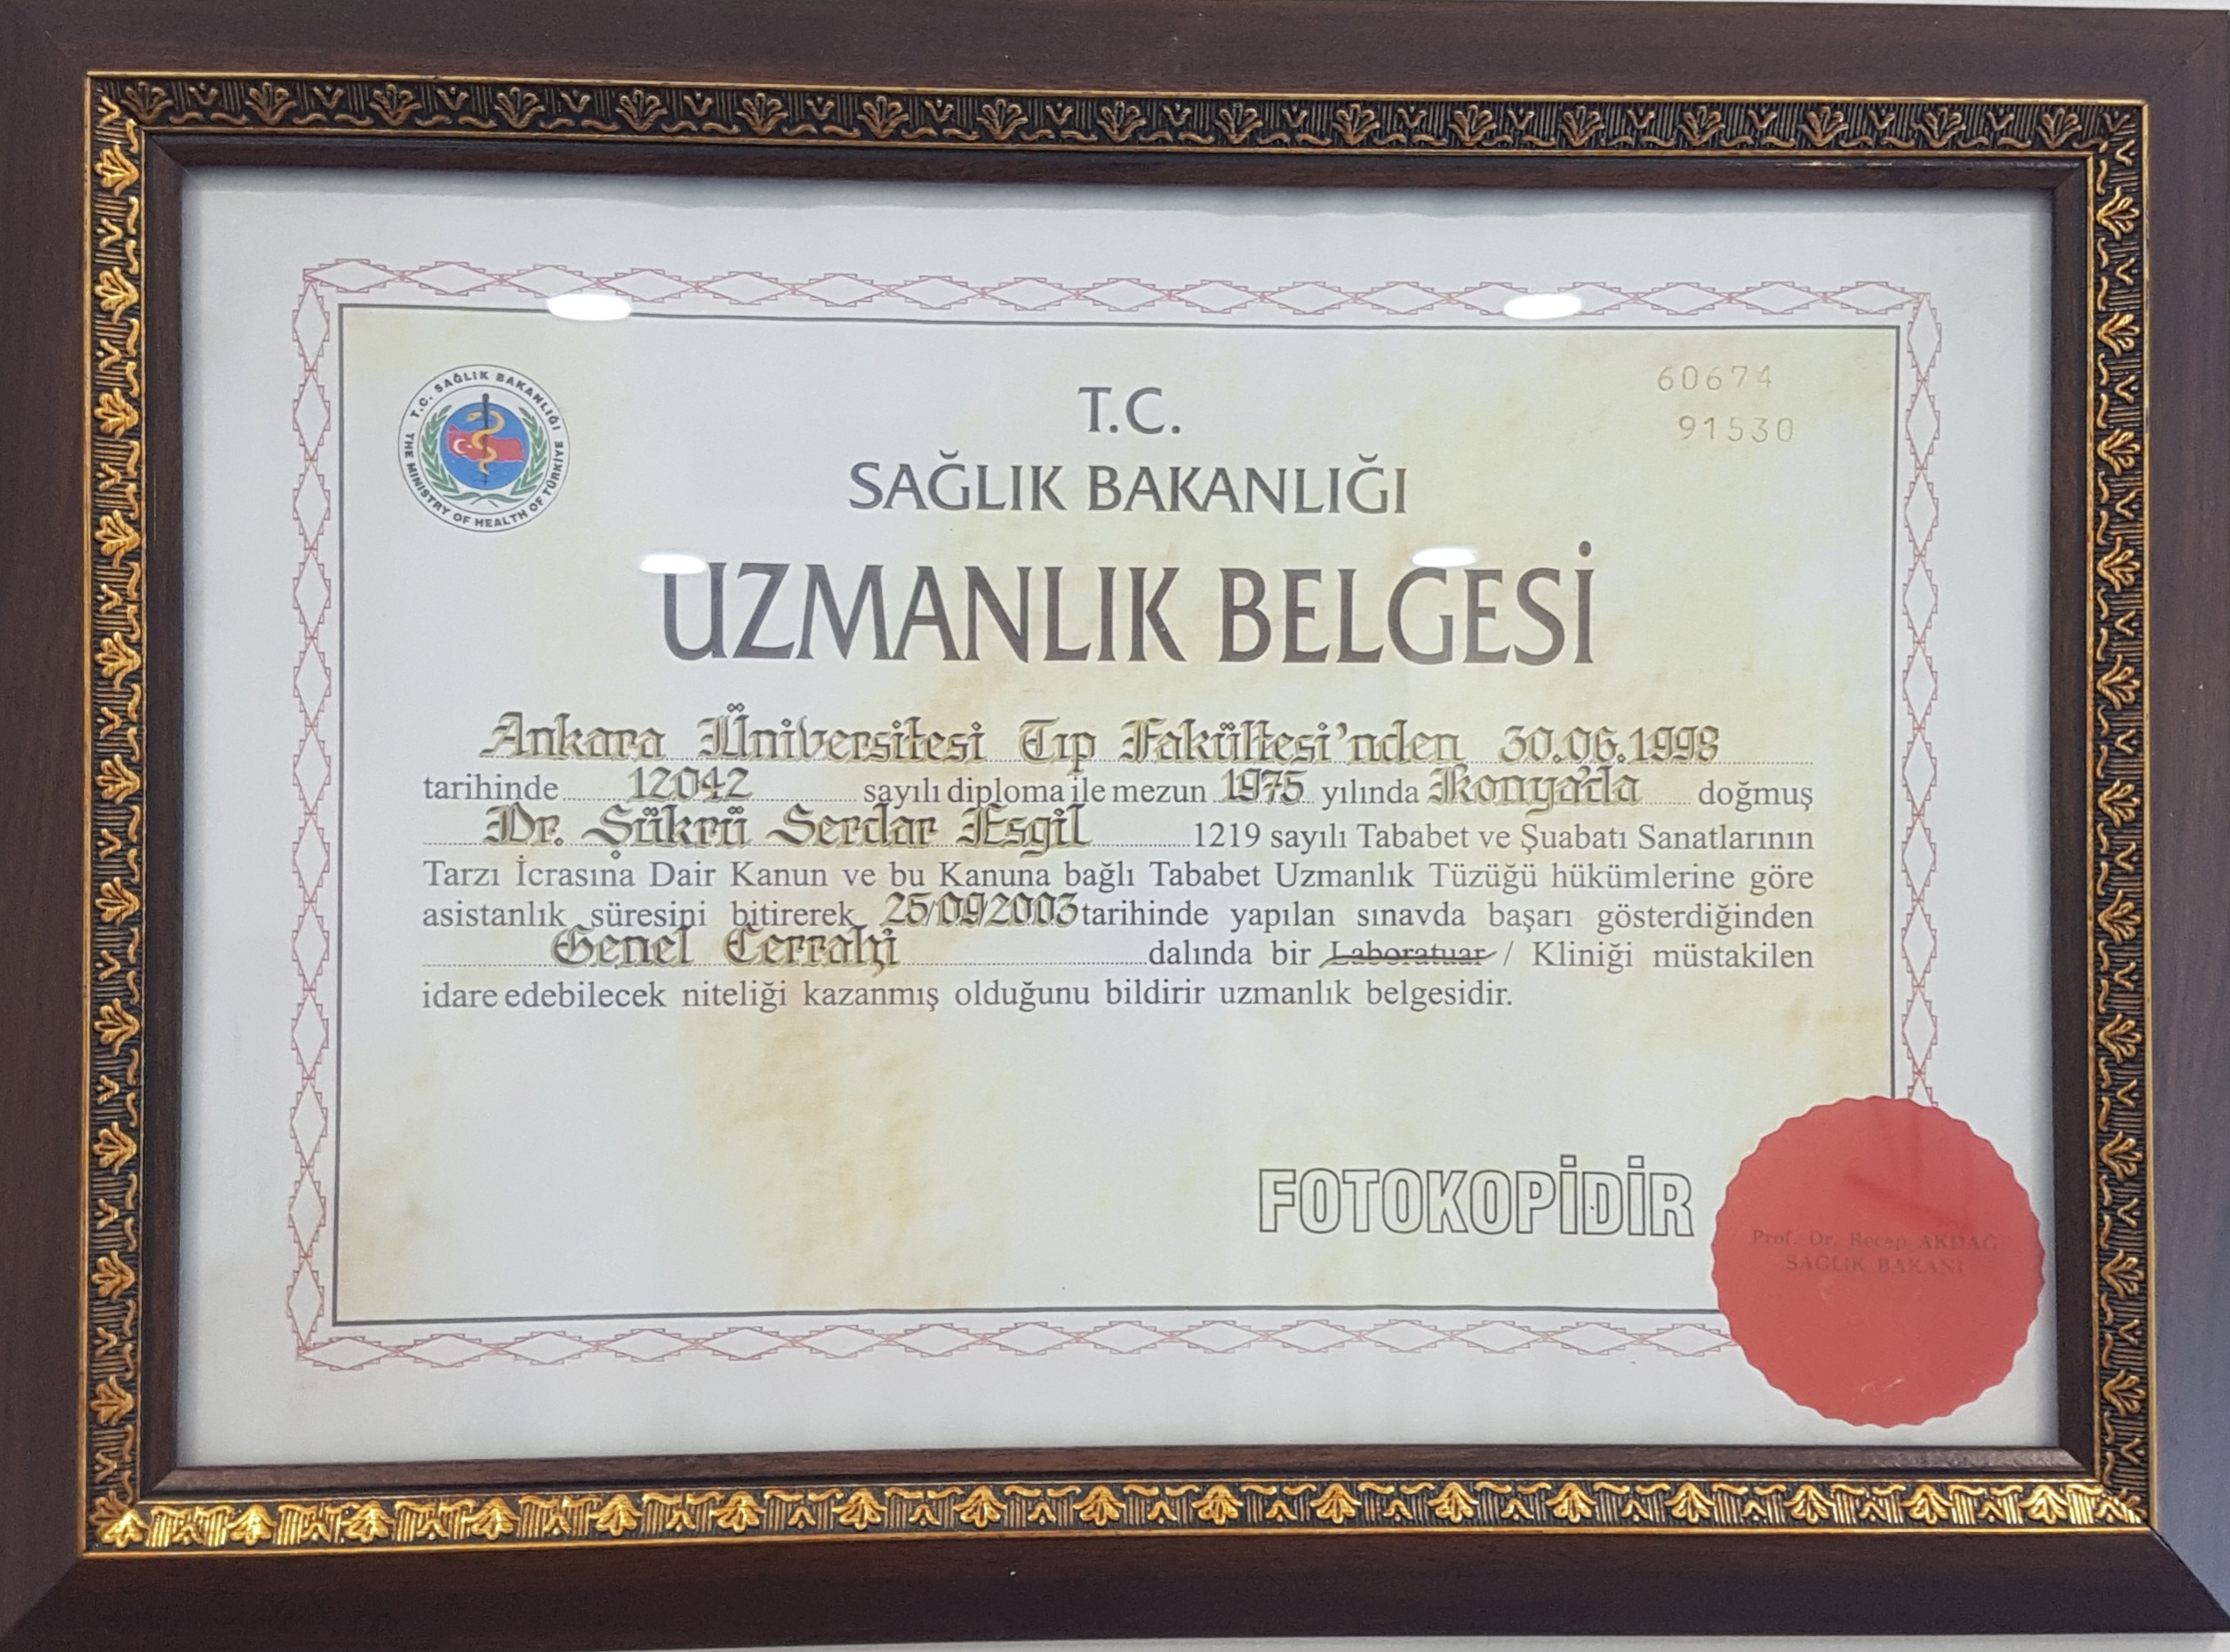 T.C. SAĞLIK BAKANLIĞI
THE MINISTRY OF HEALTH OF TÜRKİYE
60674
91530
T.C.
SAĞLIK BAKANLIĞI
UZMANLIK BELGESİ
Ankara Üniversitesi Tıp Fakültesi'nden 30.06.1998
tarihinde 12042 sayılı diploma ile mezun 1975 yılında Konya'da doğmuş
Dr. Şükrü Serdar Esgil 1219 sayılı Tababet ve Şuabatı Sanatlarının
Tarzı İcrasına Dair Kanun ve bu Kanuna bağlı Tababet Uzmanlık Tüzüğü hükümlerine göre
asistanlık süresini bitirerek 25/09/2003 tarihinde yapılan sınavda başarı gösterdiğinden
Genel Cerrahi dalında bir Laboratuar / Kliniği müstakilen
idare edebilecek niteliği kazanmış olduğunu bildirir uzmanlık belgesidir.
FOTOKOPİDİR
Prof. Dr. Recep AKDAĞ
SAĞLIK BAKANI